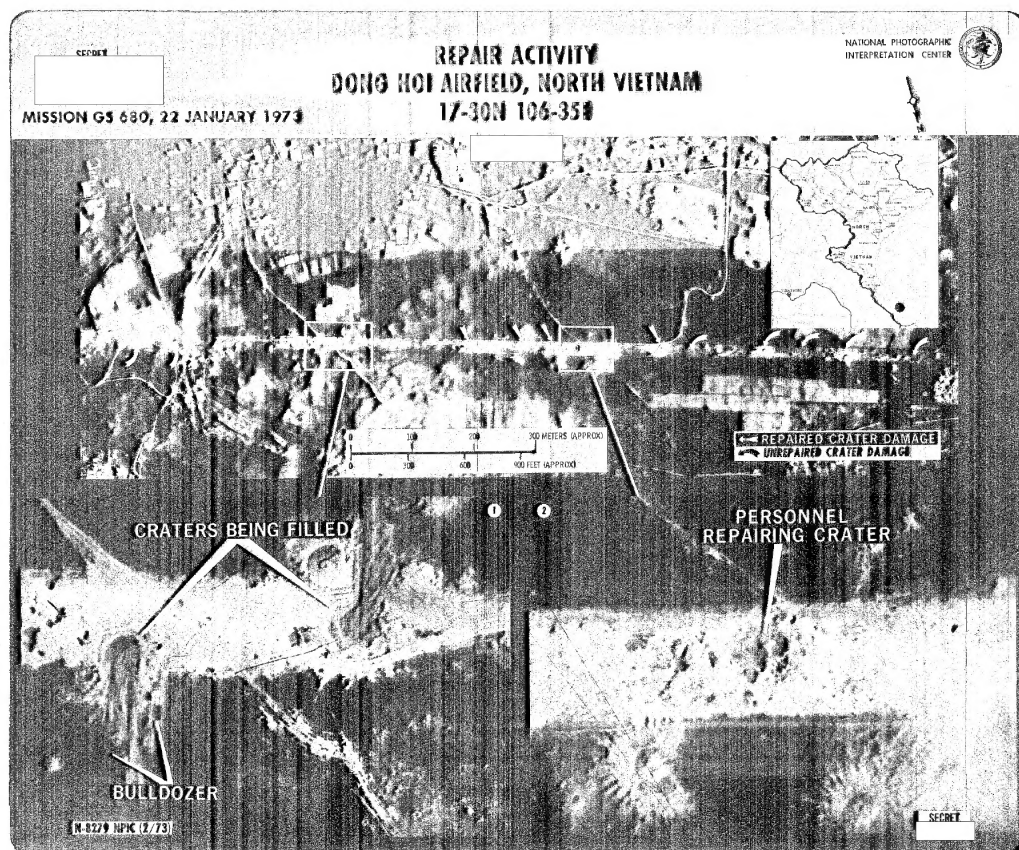 SECRET
NATIONAL PHOTOGRAPHIC
INTERPRETATION CENTER
REPAIR ACTIVITY
DONG HOI AIRFIELD, NORTH VIETNAM
17-30N 106-35E
MISSION GS 680, 22 JANUARY 1973
NORTH
VIETNAM
0 100 200 300 METERS (APPROX)
0 300 600 900 FEET (APPROX)
REPAIRED CRATER DAMAGE
UNREPAIRED CRATER DAMAGE
1
2
CRATERS BEING FILLED
PERSONNEL
REPAIRING CRATER
BULLDOZER
N-8279 NPIC (2/73)
SECRET